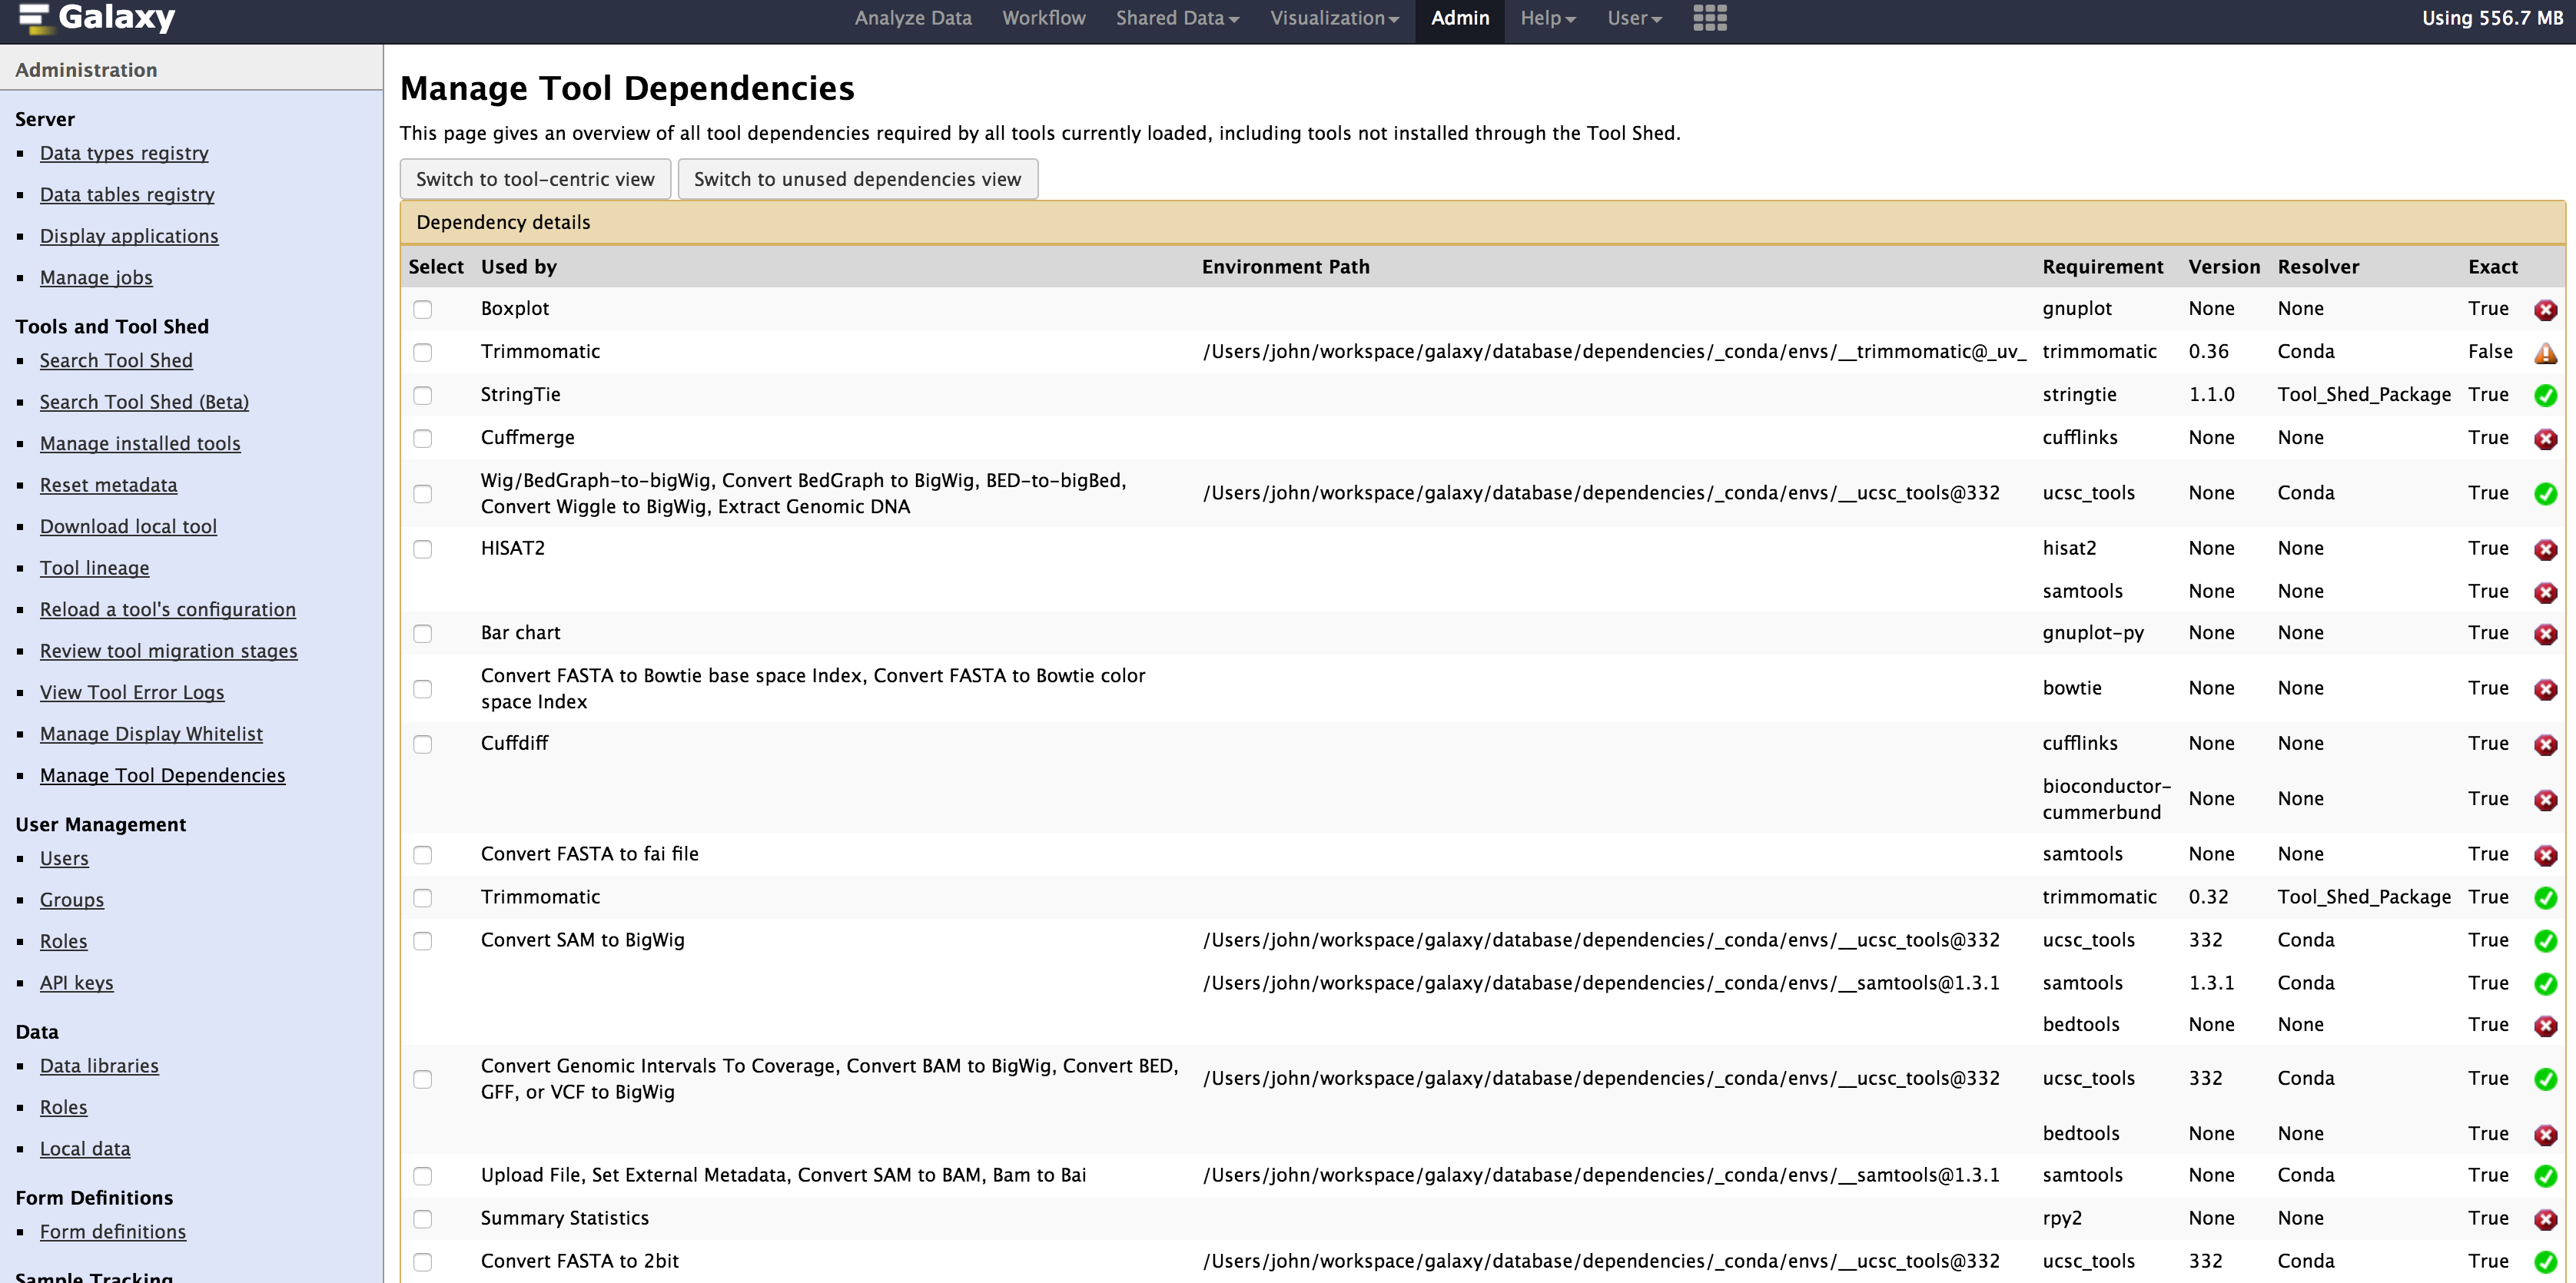 Galaxy
Analyze Data Workflow Shared Data Visualization Admin Help User Using 556.7 MB
Administration
Server
Data types registry
Data tables registry
Display applications
Manage jobs
Tools and Tool Shed
Search Tool Shed
Search Tool Shed (Beta)
Manage installed tools
Reset metadata
Download local tool
Tool lineage
Reload a tool's configuration
Review tool migration stages
View Tool Error Logs
Manage Display Whitelist
Manage Tool Dependencies
User Management
Users
Groups
Roles
API keys
Data
Data libraries
Roles
Local data
Form Definitions
Form definitions
Sample Tracking
Manage Tool Dependencies
This page gives an overview of all tool dependencies required by all tools currently loaded, including tools not installed through the Tool Shed.
Switch to tool-centric view Switch to unused dependencies view
Dependency details
Select Used by Environment Path Requirement Version Resolver Exact
Boxplot gnuplot None None True
Trimmomatic /Users/john/workspace/galaxy/database/dependencies/_conda/envs/__trimmomatic@_uv_ trimmomatic 0.36 Conda False
StringTie stringtie 1.1.0 Tool_Shed_Package True
Cuffmerge cufflinks None None True
Wig/BedGraph-to-bigWig, Convert BedGraph to BigWig, BED-to-bigBed,
Convert Wiggle to BigWig, Extract Genomic DNA /Users/john/workspace/galaxy/database/dependencies/_conda/envs/__ucsc_tools@332 ucsc_tools None Conda True
HISAT2 hisat2 None None True
samtools None None True
Bar chart gnuplot-py None None True
Convert FASTA to Bowtie base space Index, Convert FASTA to Bowtie color
space Index bowtie None None True
Cuffdiff cufflinks None None True
bioconductor-
cummerbund None None True
Convert FASTA to fai file samtools None None True
Trimmomatic trimmomatic 0.32 Tool_Shed_Package True
Convert SAM to BigWig /Users/john/workspace/galaxy/database/dependencies/_conda/envs/__ucsc_tools@332 ucsc_tools 332 Conda True
/Users/john/workspace/galaxy/database/dependencies/_conda/envs/__samtools@1.3.1 samtools 1.3.1 Conda True
bedtools None None True
Convert Genomic Intervals To Coverage, Convert BAM to BigWig, Convert BED,
GFF, or VCF to BigWig /Users/john/workspace/galaxy/database/dependencies/_conda/envs/__ucsc_tools@332 ucsc_tools 332 Conda True
bedtools None None True
Upload File, Set External Metadata, Convert SAM to BAM, Bam to Bai /Users/john/workspace/galaxy/database/dependencies/_conda/envs/__samtools@1.3.1 samtools None Conda True
Summary Statistics rpy2 None None True
Convert FASTA to 2bit /Users/john/workspace/galaxy/database/dependencies/_conda/envs/__ucsc_tools@332 ucsc_tools 332 Conda True